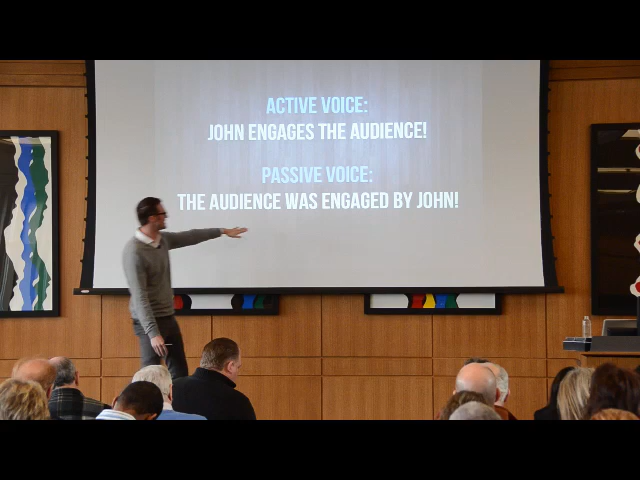 ACTIVE VOICE:
JOHN ENGAGES THE AUDIENCE!
PASSIVE VOICE:
THE AUDIENCE WAS ENGAGED BY JOHN!